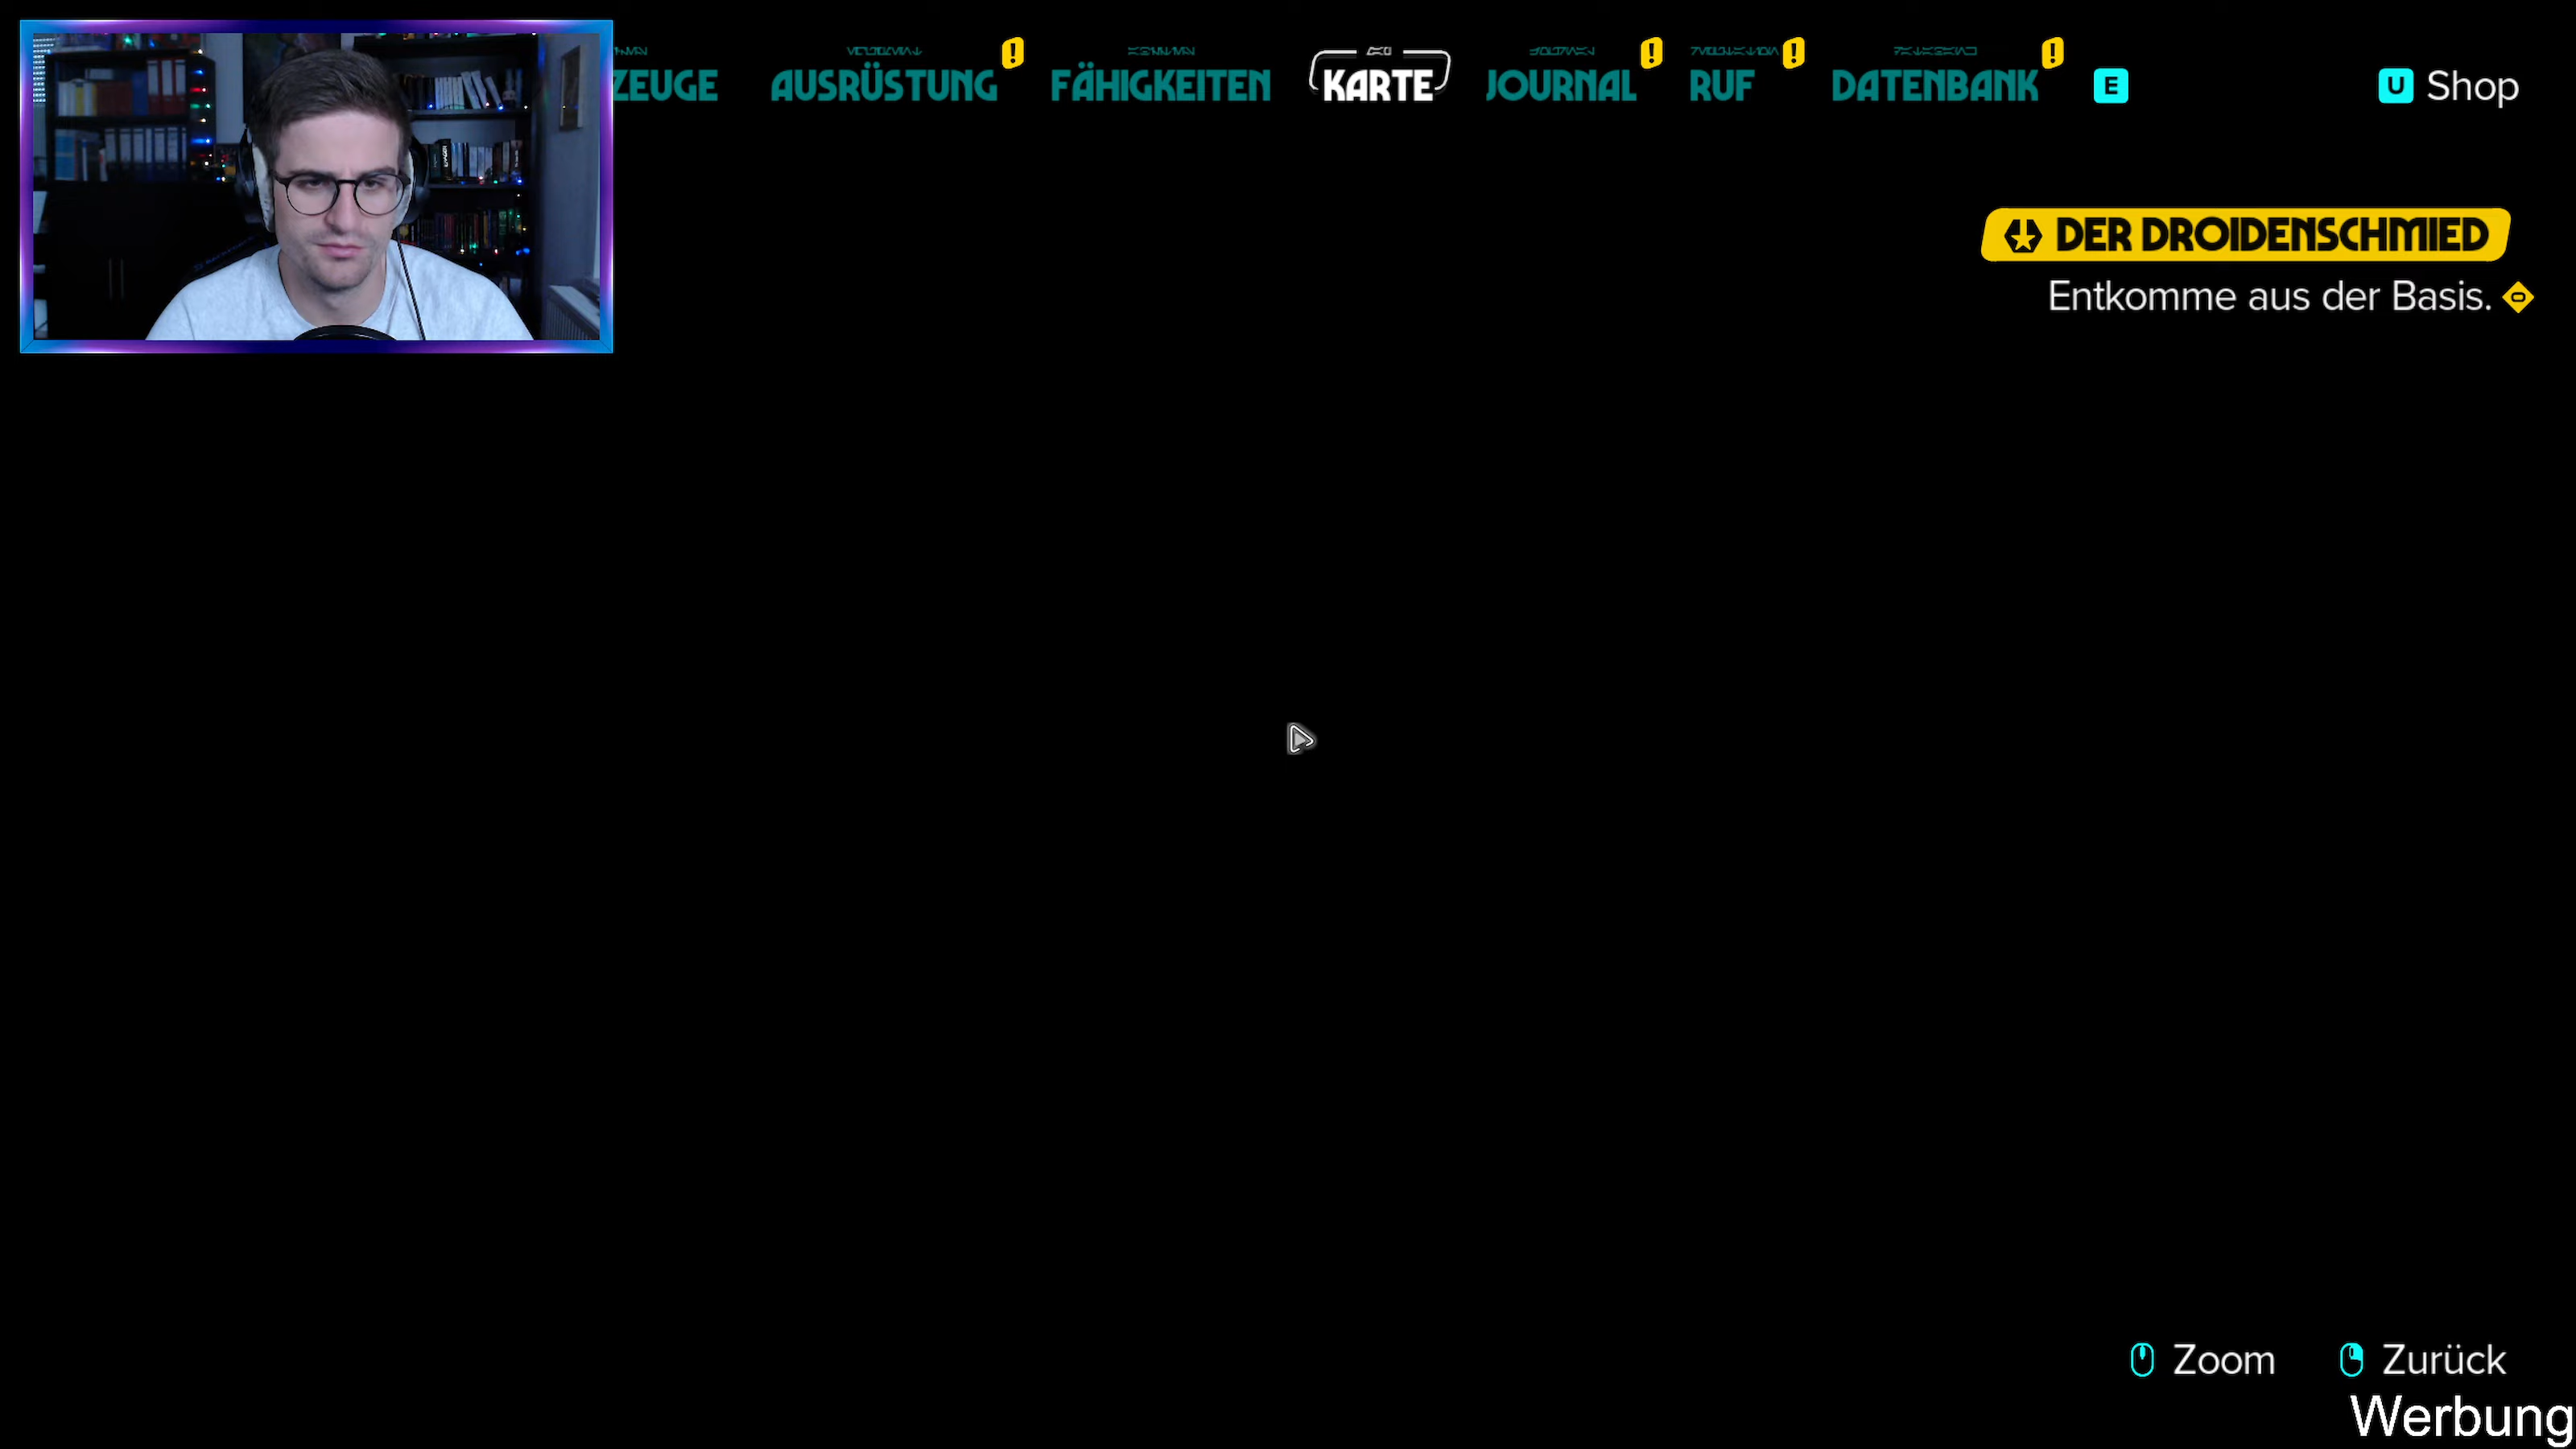 ZEUGE AUSRÜSTUNG ! FÄHIGKEITEN KARTE JOURNAL ! RUF ! DATENBANK ! E U Shop
DER DROIDENSCHMIED
Entkomme aus der Basis.
Zoom Zurück
Werbung